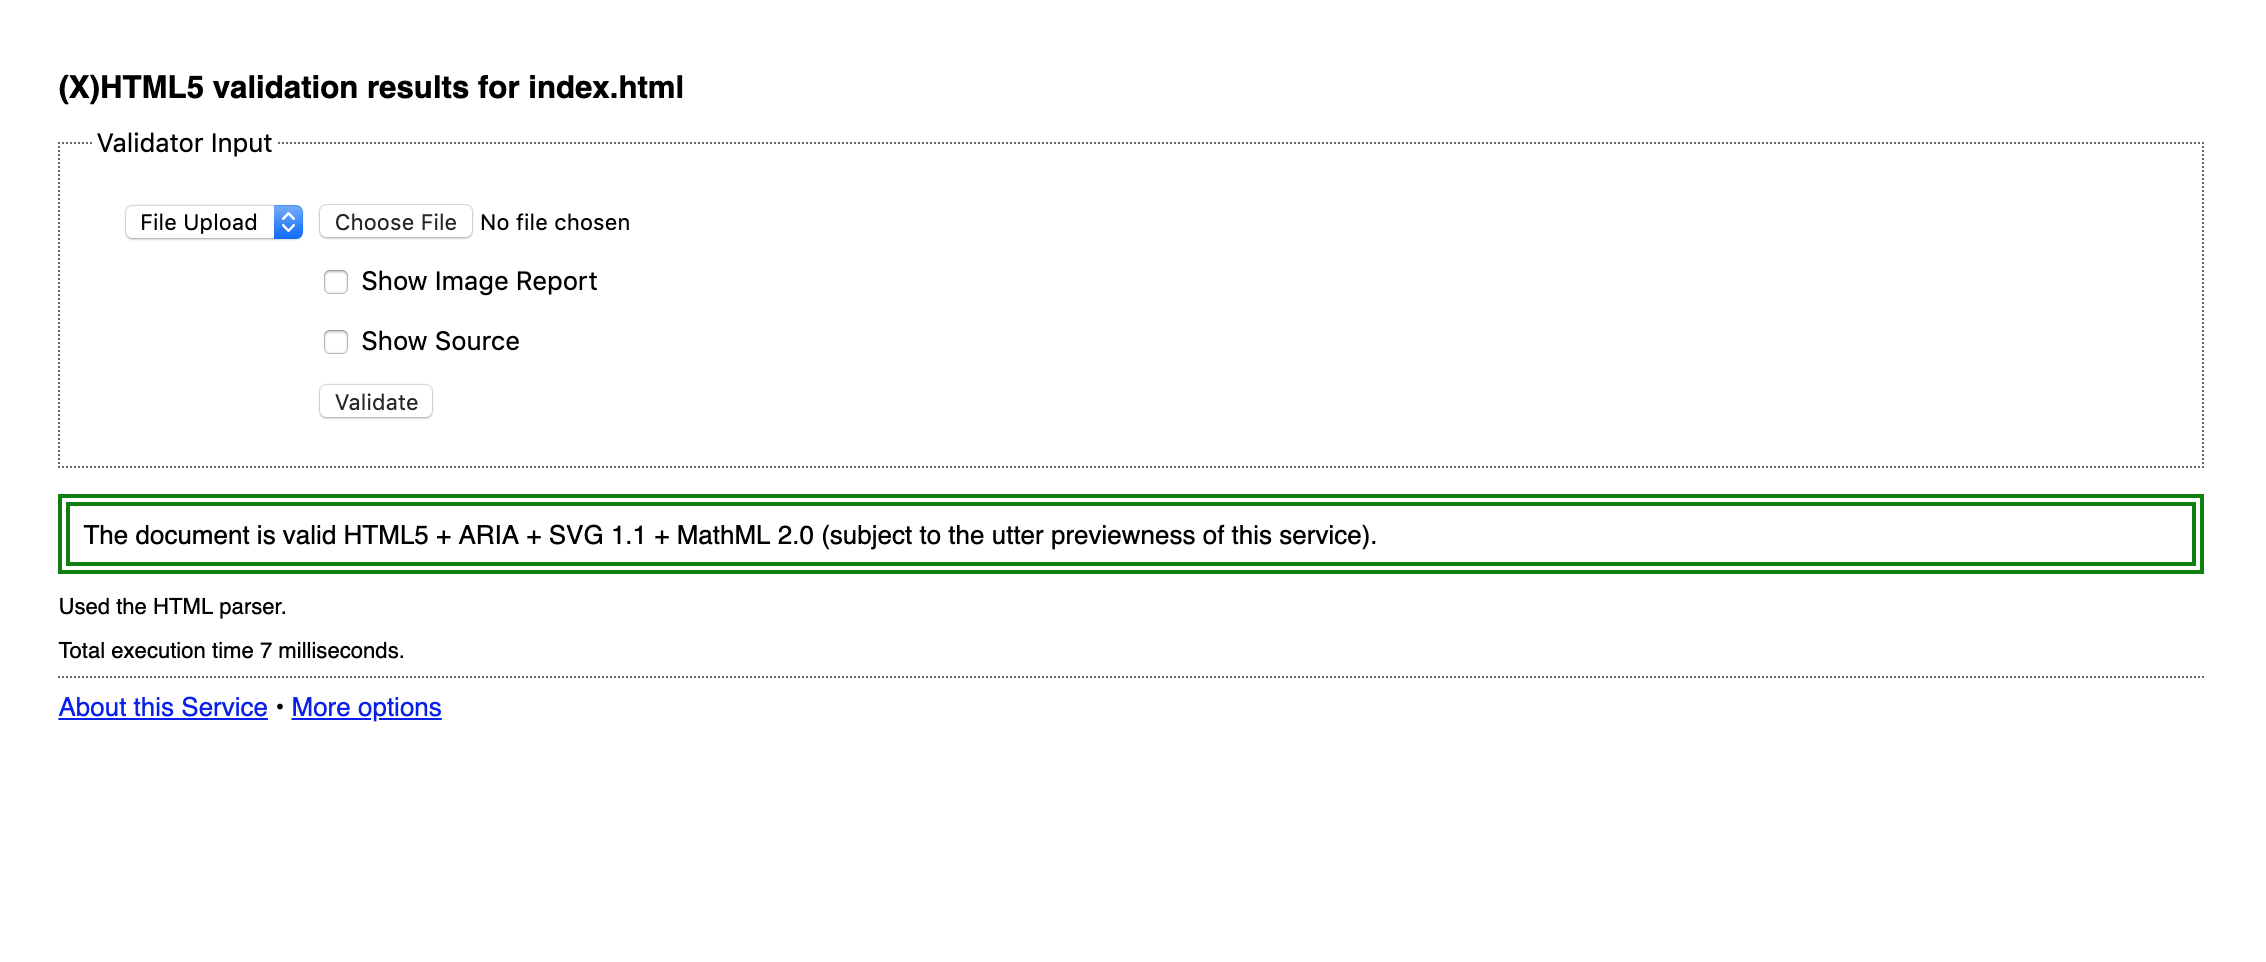 (X)HTML5 validation results for index.html
Validator Input
File Upload Choose File No file chosen
Show Image Report
Show Source
Validate
The document is valid HTML5 + ARIA + SVG 1.1 + MathML 2.0 (subject to the utter previewness of this service).
Used the HTML parser.
Total execution time 7 milliseconds.
About this Service • More options